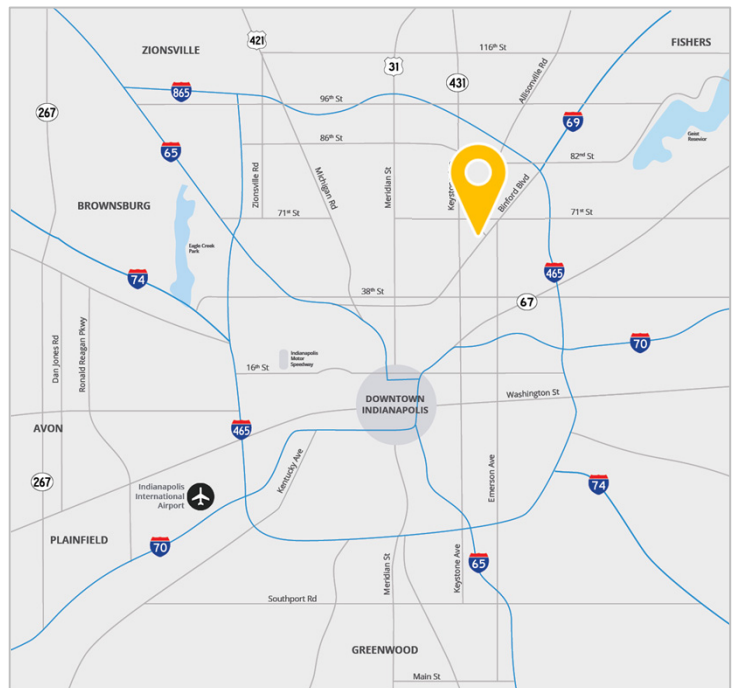 ZIONSVILLE
421
116th St
FISHERS
31
431
Allisonville Rd
865
96th St
267
69
65
86th St
82nd St
Geist
Resevior
Zionsville Rd
Michigan Rd
Meridian St
Keysto
Binford Blvd
BROWNSBURG
71st St
71st St
Eagle Creek
Park
74
465
38th St
67
Dan Jones Rd
Ronald Reagan Pkwy
70
Indianapolis
Motor
Speedway
16th St
Washington St
DOWNTOWN
INDIANAPOLIS
AVON
465
Kentucky Ave
Emerson Ave
267
Indianapolis
International
Airport
74
PLAINFIELD
70
Meridian St
Keystone Ave
65
Southport Rd
GREENWOOD
Main St